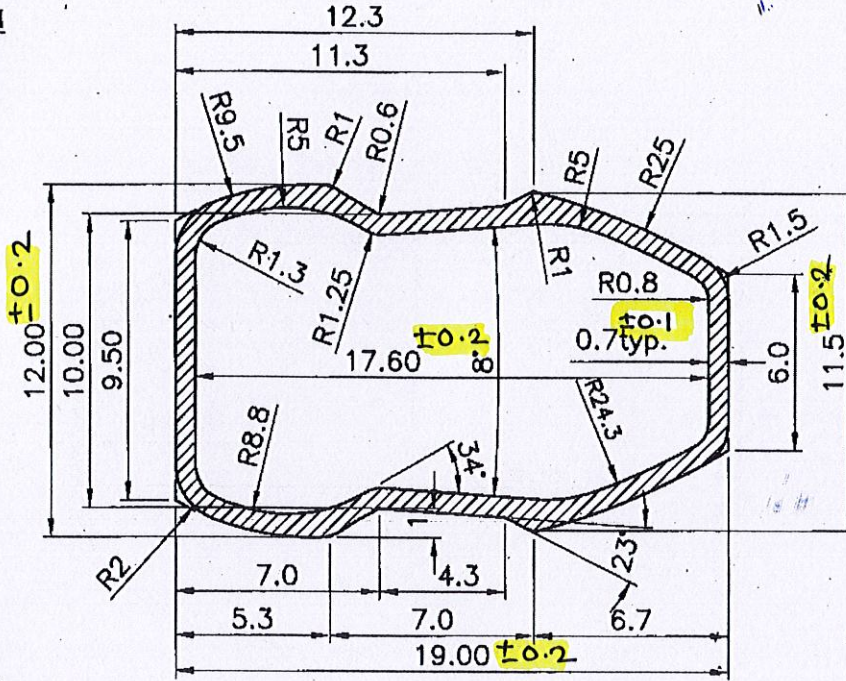 12.3
11.3
R9.5
R5
R1
R0.6
R5
R25
R1.3
R1.25
R1
R1.5
R0.8
±0.1
0.7typ.
±0.2
17.60
8.
12.00 ±0.2
10.00
9.50
6.0
11.5 ±0.2
R8.8
34°
R24.3
1
23°
R2
7.0
4.3
5.3
7.0
6.7
19.00 ±0.2